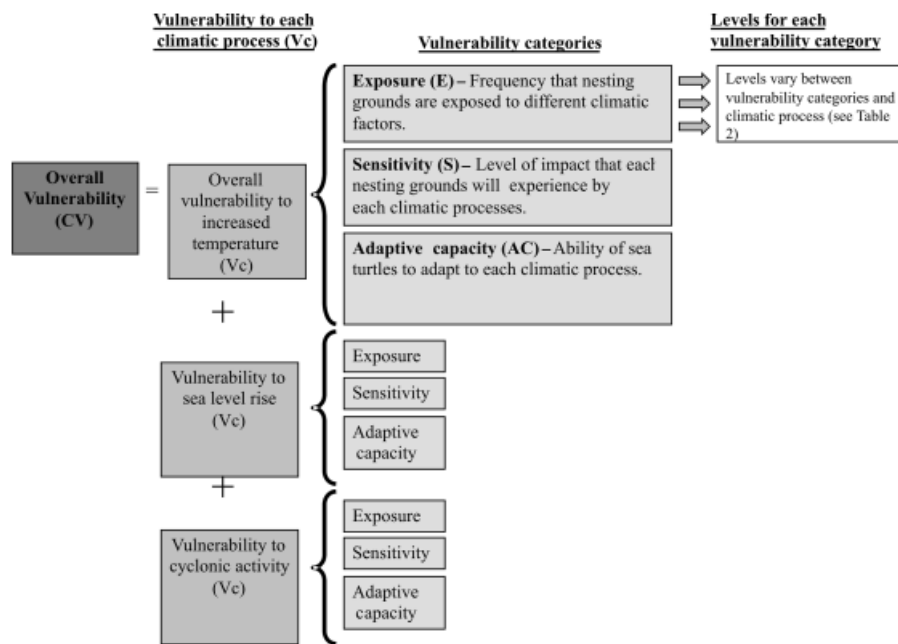 Vulnerability to each
climatic process (Vc)
Vulnerability categories
Levels for each
vulnerability category
Overall
Vulnerability
(CV)
=
Overall
vulnerability to
increased
temperature
(Vc)
Exposure (E) – Frequency that nesting
grounds are exposed to different climatic
factors.
Levels vary between
vulnerability categories and
climatic process (see Table
2)
Sensitivity (S) – Level of impact that each
nesting grounds will experience by
each climatic processes.
Adaptive capacity (AC) – Ability of sea
turtles to adapt to each climatic process.
+
Vulnerability to
sea level rise
(Vc)
Exposure
Sensitivity
Adaptive
capacity
+
Vulnerability to
cyclonic activity
(Vc)
Exposure
Sensitivity
Adaptive
capacity